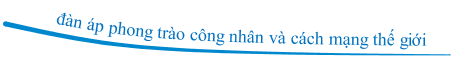 đàn áp phong trào công nhân và cách mạng thế giới